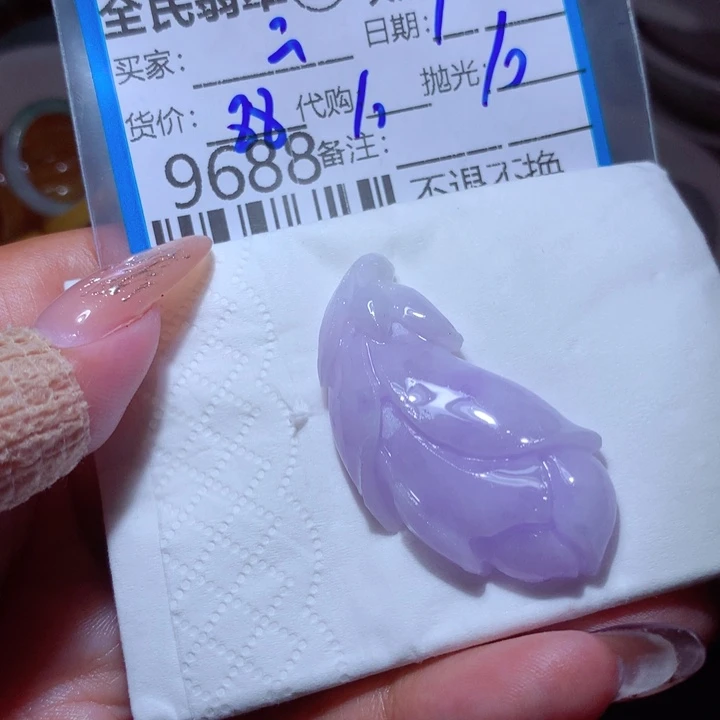 全民翡翠
日期：
买家：
货价： 88 代购 抛光：
9688 备注：
不退不换